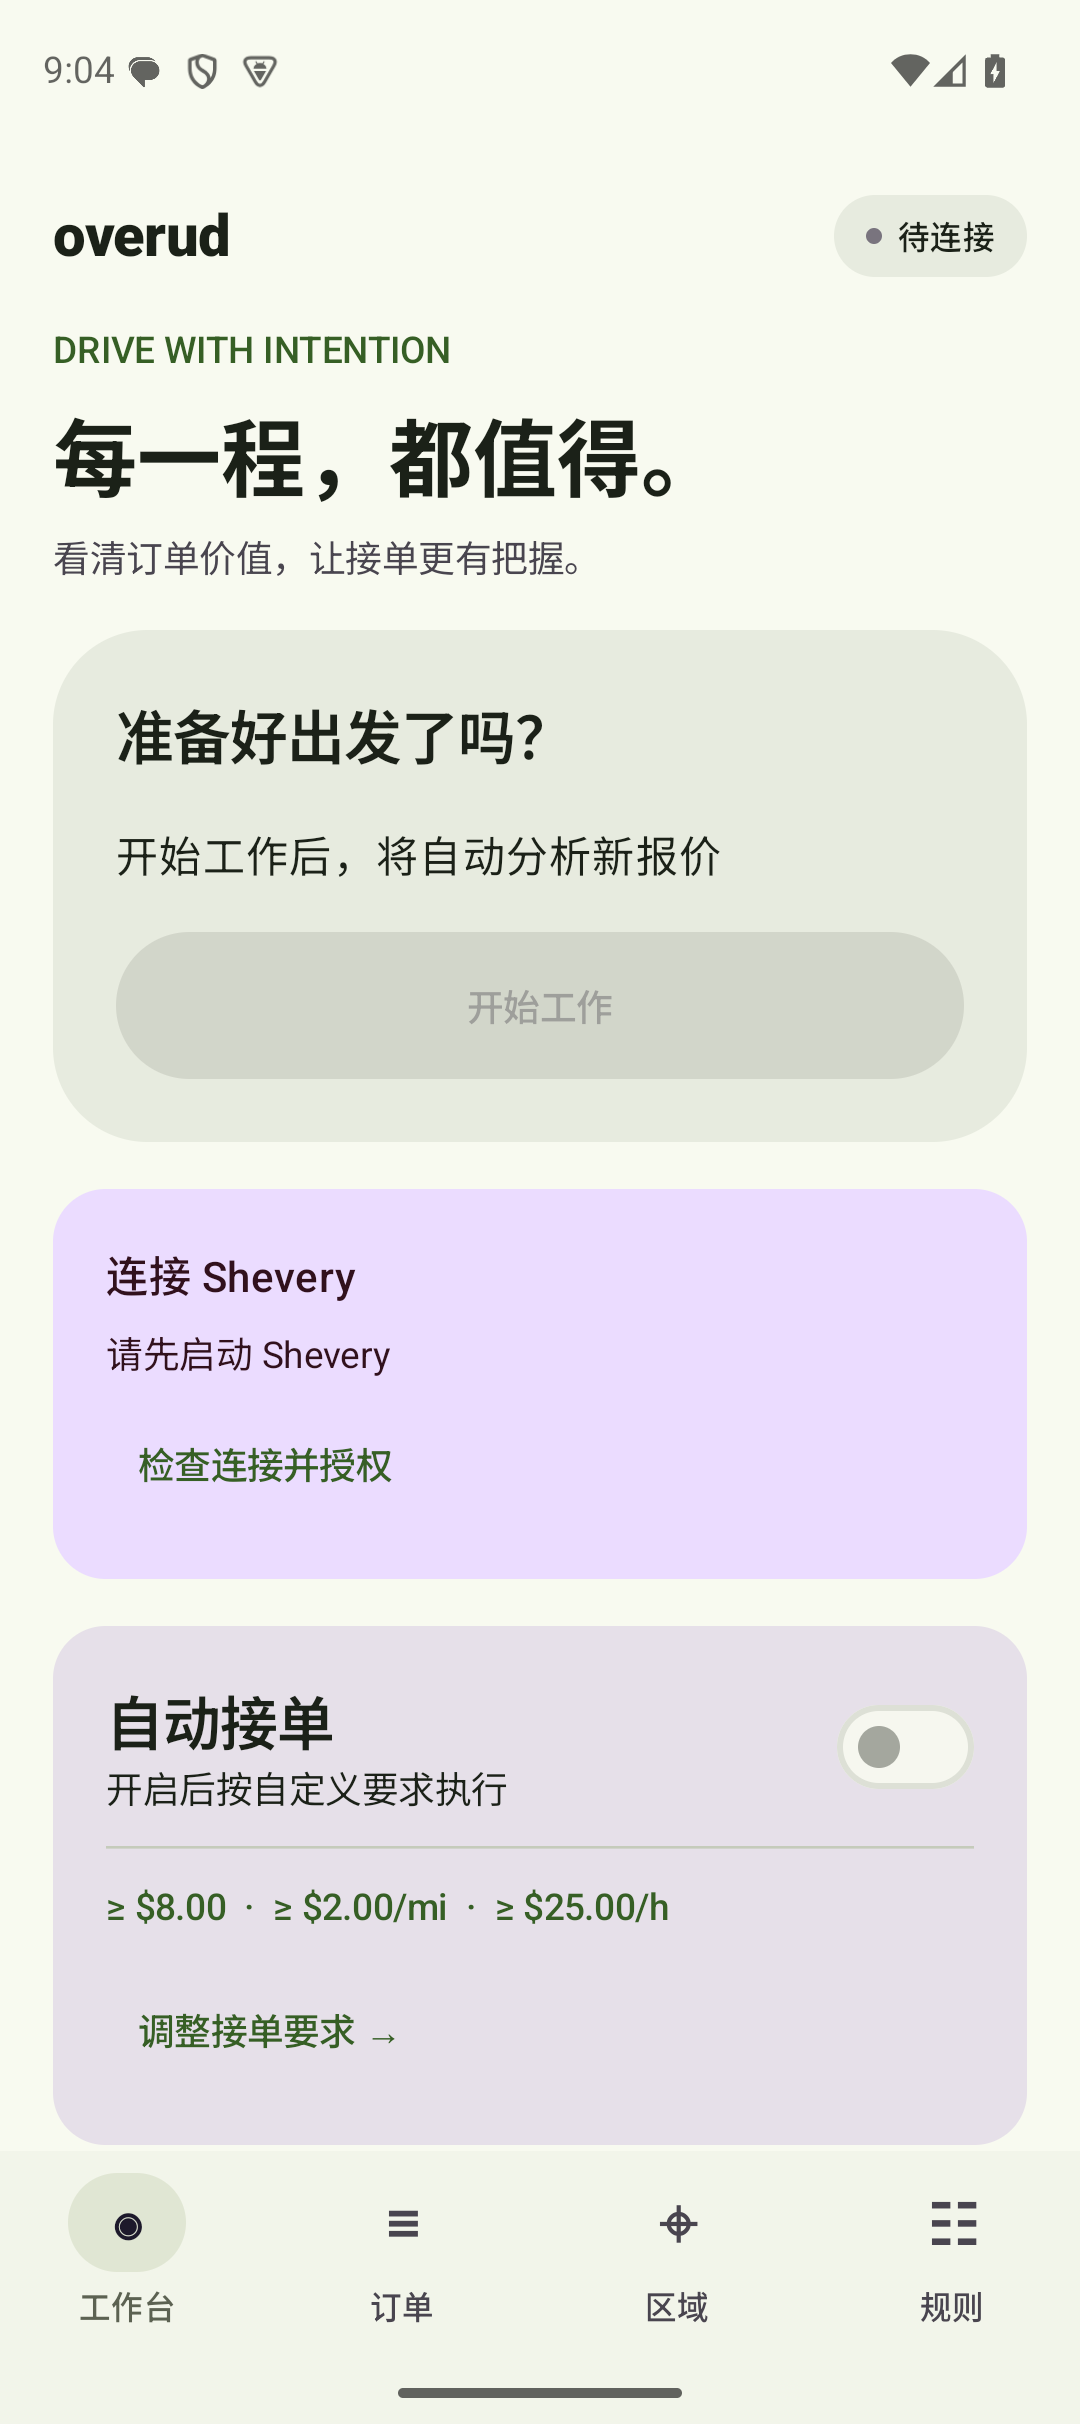 9:04
overud
待连接
DRIVE WITH INTENTION
每一程，都值得。
看清订单价值，让接单更有把握。
准备好出发了吗？
开始工作后，将自动分析新报价
开始工作
连接 Shevery
请先启动 Shevery
检查连接并授权
自动接单
开启后按自定义要求执行
≥ $8.00 · ≥ $2.00/mi · ≥ $25.00/h
调整接单要求 →
工作台
订单
区域
规则